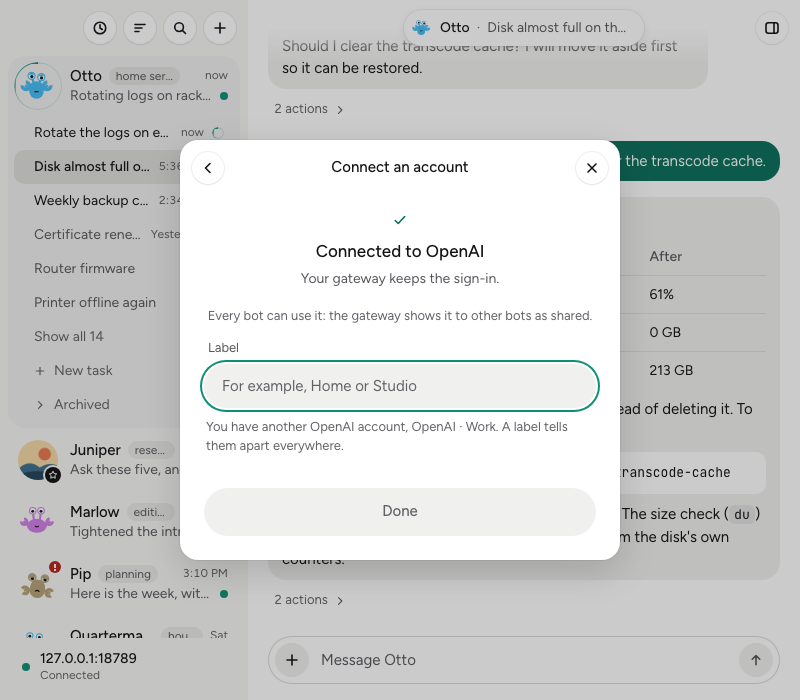 Otto · Disk almost full on th...
Otto home ser... now
Rotating logs on rack...
Rotate the logs on e... now
Disk almost full o... 5:36
Weekly backup c... 2:34
Certificate rene... Yeste
Router firmware
Printer offline again
Show all 14
New task
Archived
Juniper rese...
Ask these five, an
Marlow editi...
Tightened the intr
Pip planning 3:10 PM
Here is the week, wit...
Quarterma hou... Sat
127.0.0.1:18789
Connected
Should I clear the transcode cache? I will move it aside first
so it can be restored.
2 actions
the transcode cache.
After
61%
0 GB
213 GB
ead of deleting it. To
transcode-cache
The size check ( du )
m the disk's own
counters.
2 actions
Message Otto
Connect an account
Connected to OpenAI
Your gateway keeps the sign-in.
Every bot can use it: the gateway shows it to other bots as shared.
Label
For example, Home or Studio
You have another OpenAI account, OpenAI · Work. A label tells
them apart everywhere.
Done